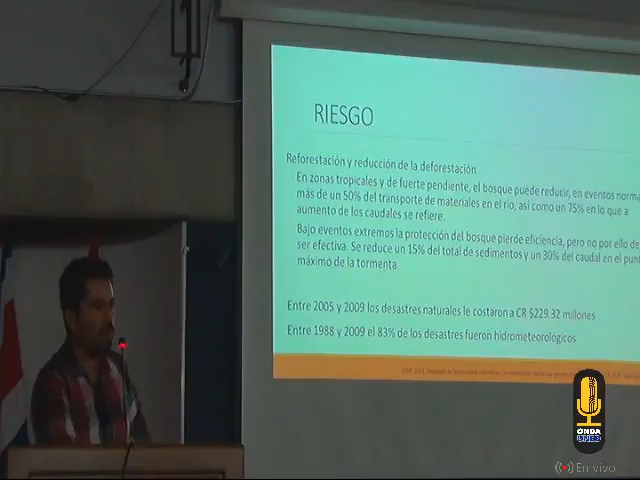 RIESGO
Reforestación y reducción de la deforestación
En zonas tropicales y de fuerte pendiente, el bosque puede reducir, en eventos norma
más de un 50% del transporte de materiales en el río, así como un 75% en lo que a
aumento de los caudales se refiere.
Bajo eventos extremos la protección del bosque pierde eficiencia, pero no por ello de
ser efectiva. Se reduce un 15% del total de sedimentos y un 30% del caudal en el punt
máximo de la tormenta.
Entre 2005 y 2009 los desastres naturales le costaron a CR $229.32 millones
Entre 1988 y 2009 el 83% de los desastres fueron hidrometeorológicos
ONDA
UNED
En vivo